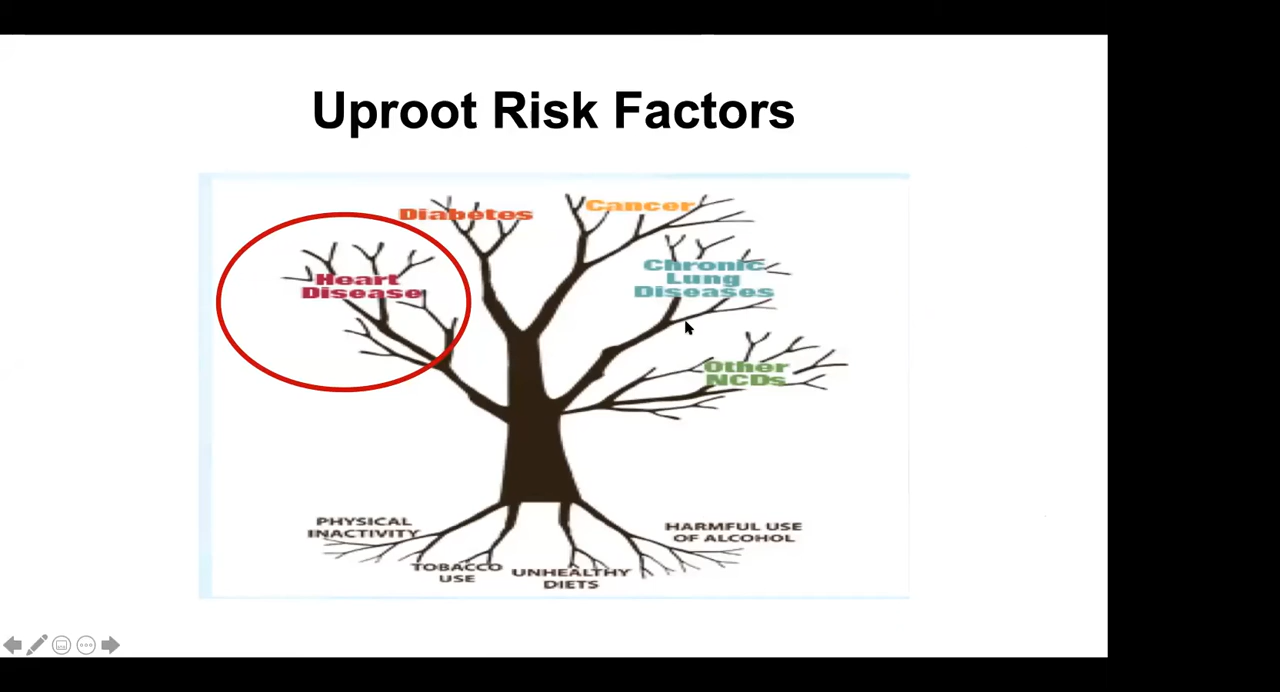 Uproot Risk Factors
Diabetes
Cancer
Heart
Disease
Chronic
Lung
Diseases
Other
NCDs
PHYSICAL
INACTIVITY
TOBACCO
USE
UNHEALTHY
DIETS
HARMFUL USE
OF ALCOHOL